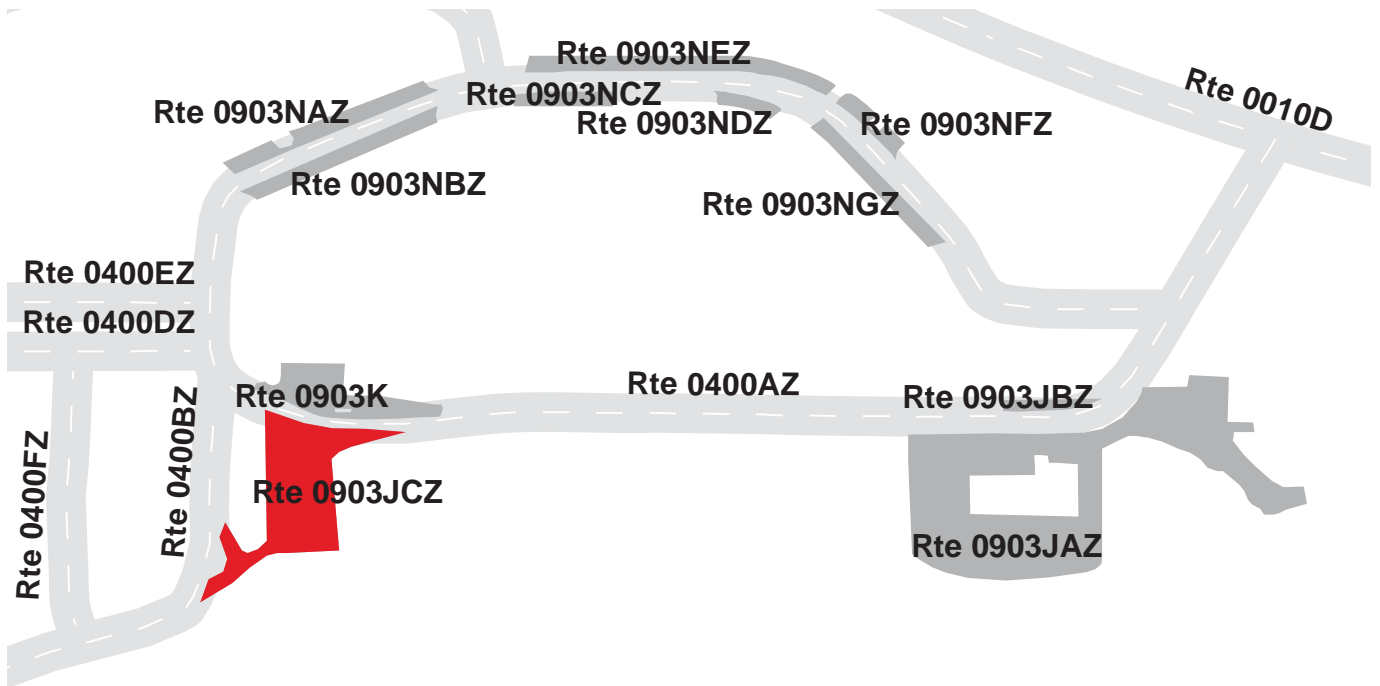 Rte 0903NEZ
Rte 0010D
Rte 0903NCZ
Rte 0903NAZ
Rte 0903NDZ
Rte 0903NFZ
Rte 0903NBZ
Rte 0903NGZ
Rte 0400EZ
Rte 0400DZ
Rte 0903K
Rte 0400AZ
Rte 0903JBZ
Rte 0400FZ
Rte 0400BZ
Rte 0903JCZ
Rte 0903JAZ